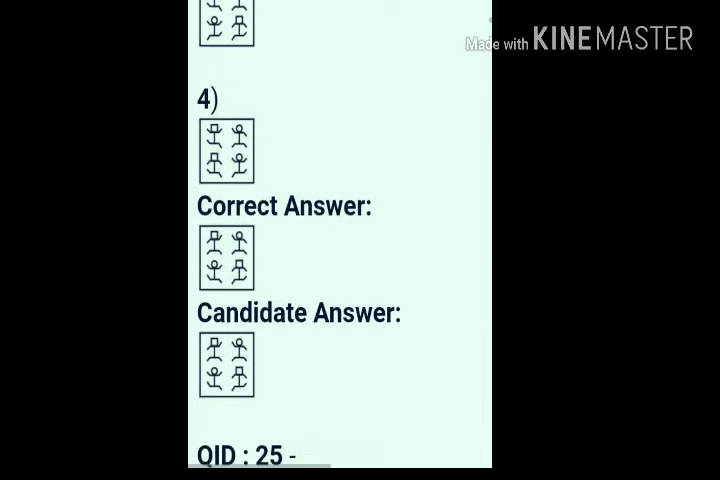 Made with KINEMASTER
4)
Correct Answer:
Candidate Answer:
QID : 25 -